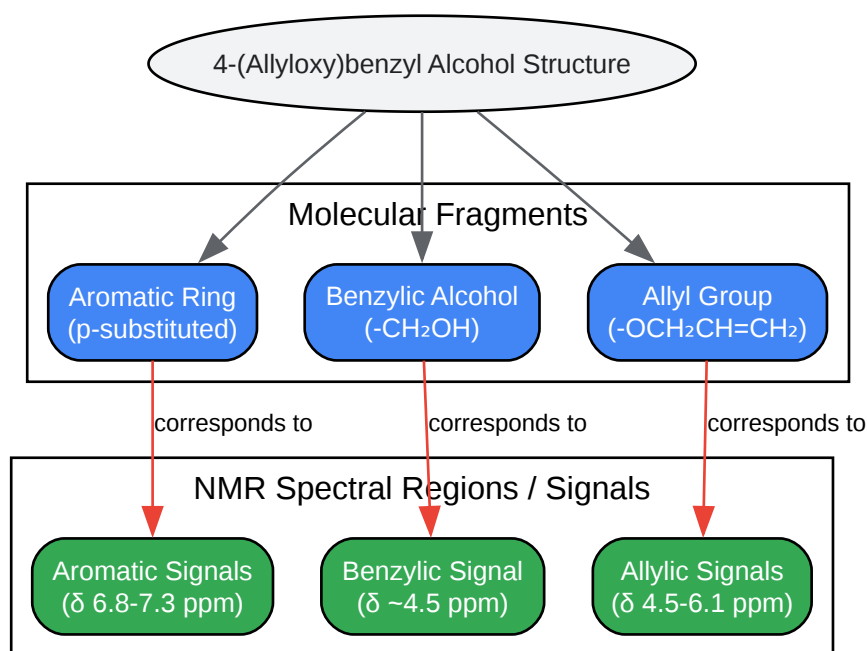 4-(Allyloxy)benzyl Alcohol Structure
Molecular Fragments
Aromatic Ring
(p-substituted)
Benzylic Alcohol
(-CH₂OH)
Allyl Group
(-OCH₂CH=CH₂)
corresponds to
corresponds to
corresponds to
NMR Spectral Regions / Signals
Aromatic Signals
(δ 6.8-7.3 ppm)
Benzylic Signal
(δ ~4.5 ppm)
Allylic Signals
(δ 4.5-6.1 ppm)